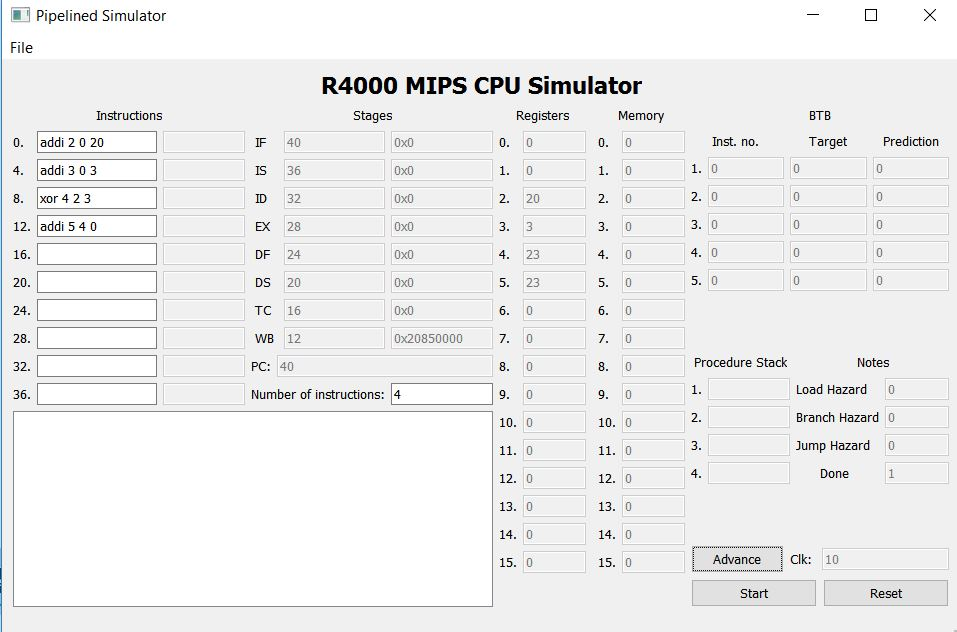 Pipelined Simulator
File
R4000 MIPS CPU Simulator
Instructions Stages Registers Memory BTB
Inst. no. Target Prediction
0. addi 2 0 20 IF 40 0x0 0. 0 0. 0
1. 0 0 0
4. addi 3 0 3 IS 36 0x0 1. 0 1. 0
2. 0 0 0
8. xor 4 2 3 ID 32 0x0 2. 20 2. 0
3. 0 0 0
12. addi 5 4 0 EX 28 0x0 3. 3 3. 0
4. 0 0 0
16. DF 24 0x0 4. 23 4. 0
5. 0 0 0
20. DS 20 0x0 5. 23 5. 0
24. TC 16 0x0 6. 0 6. 0
28. WB 12 0x20850000 7. 0 7. 0
32. PC: 40 8. 0 8. 0
Procedure Stack Notes
36. Number of instructions: 4 9. 0 9. 0
1. Load Hazard 0
10. 0 10. 0
2. Branch Hazard 0
11. 0 11. 0
3. Jump Hazard 0
12. 0 12. 0
4. Done 1
13. 0 13. 0
14. 0 14. 0
15. 0 15. 0
Advance Clk: 10
Start Reset